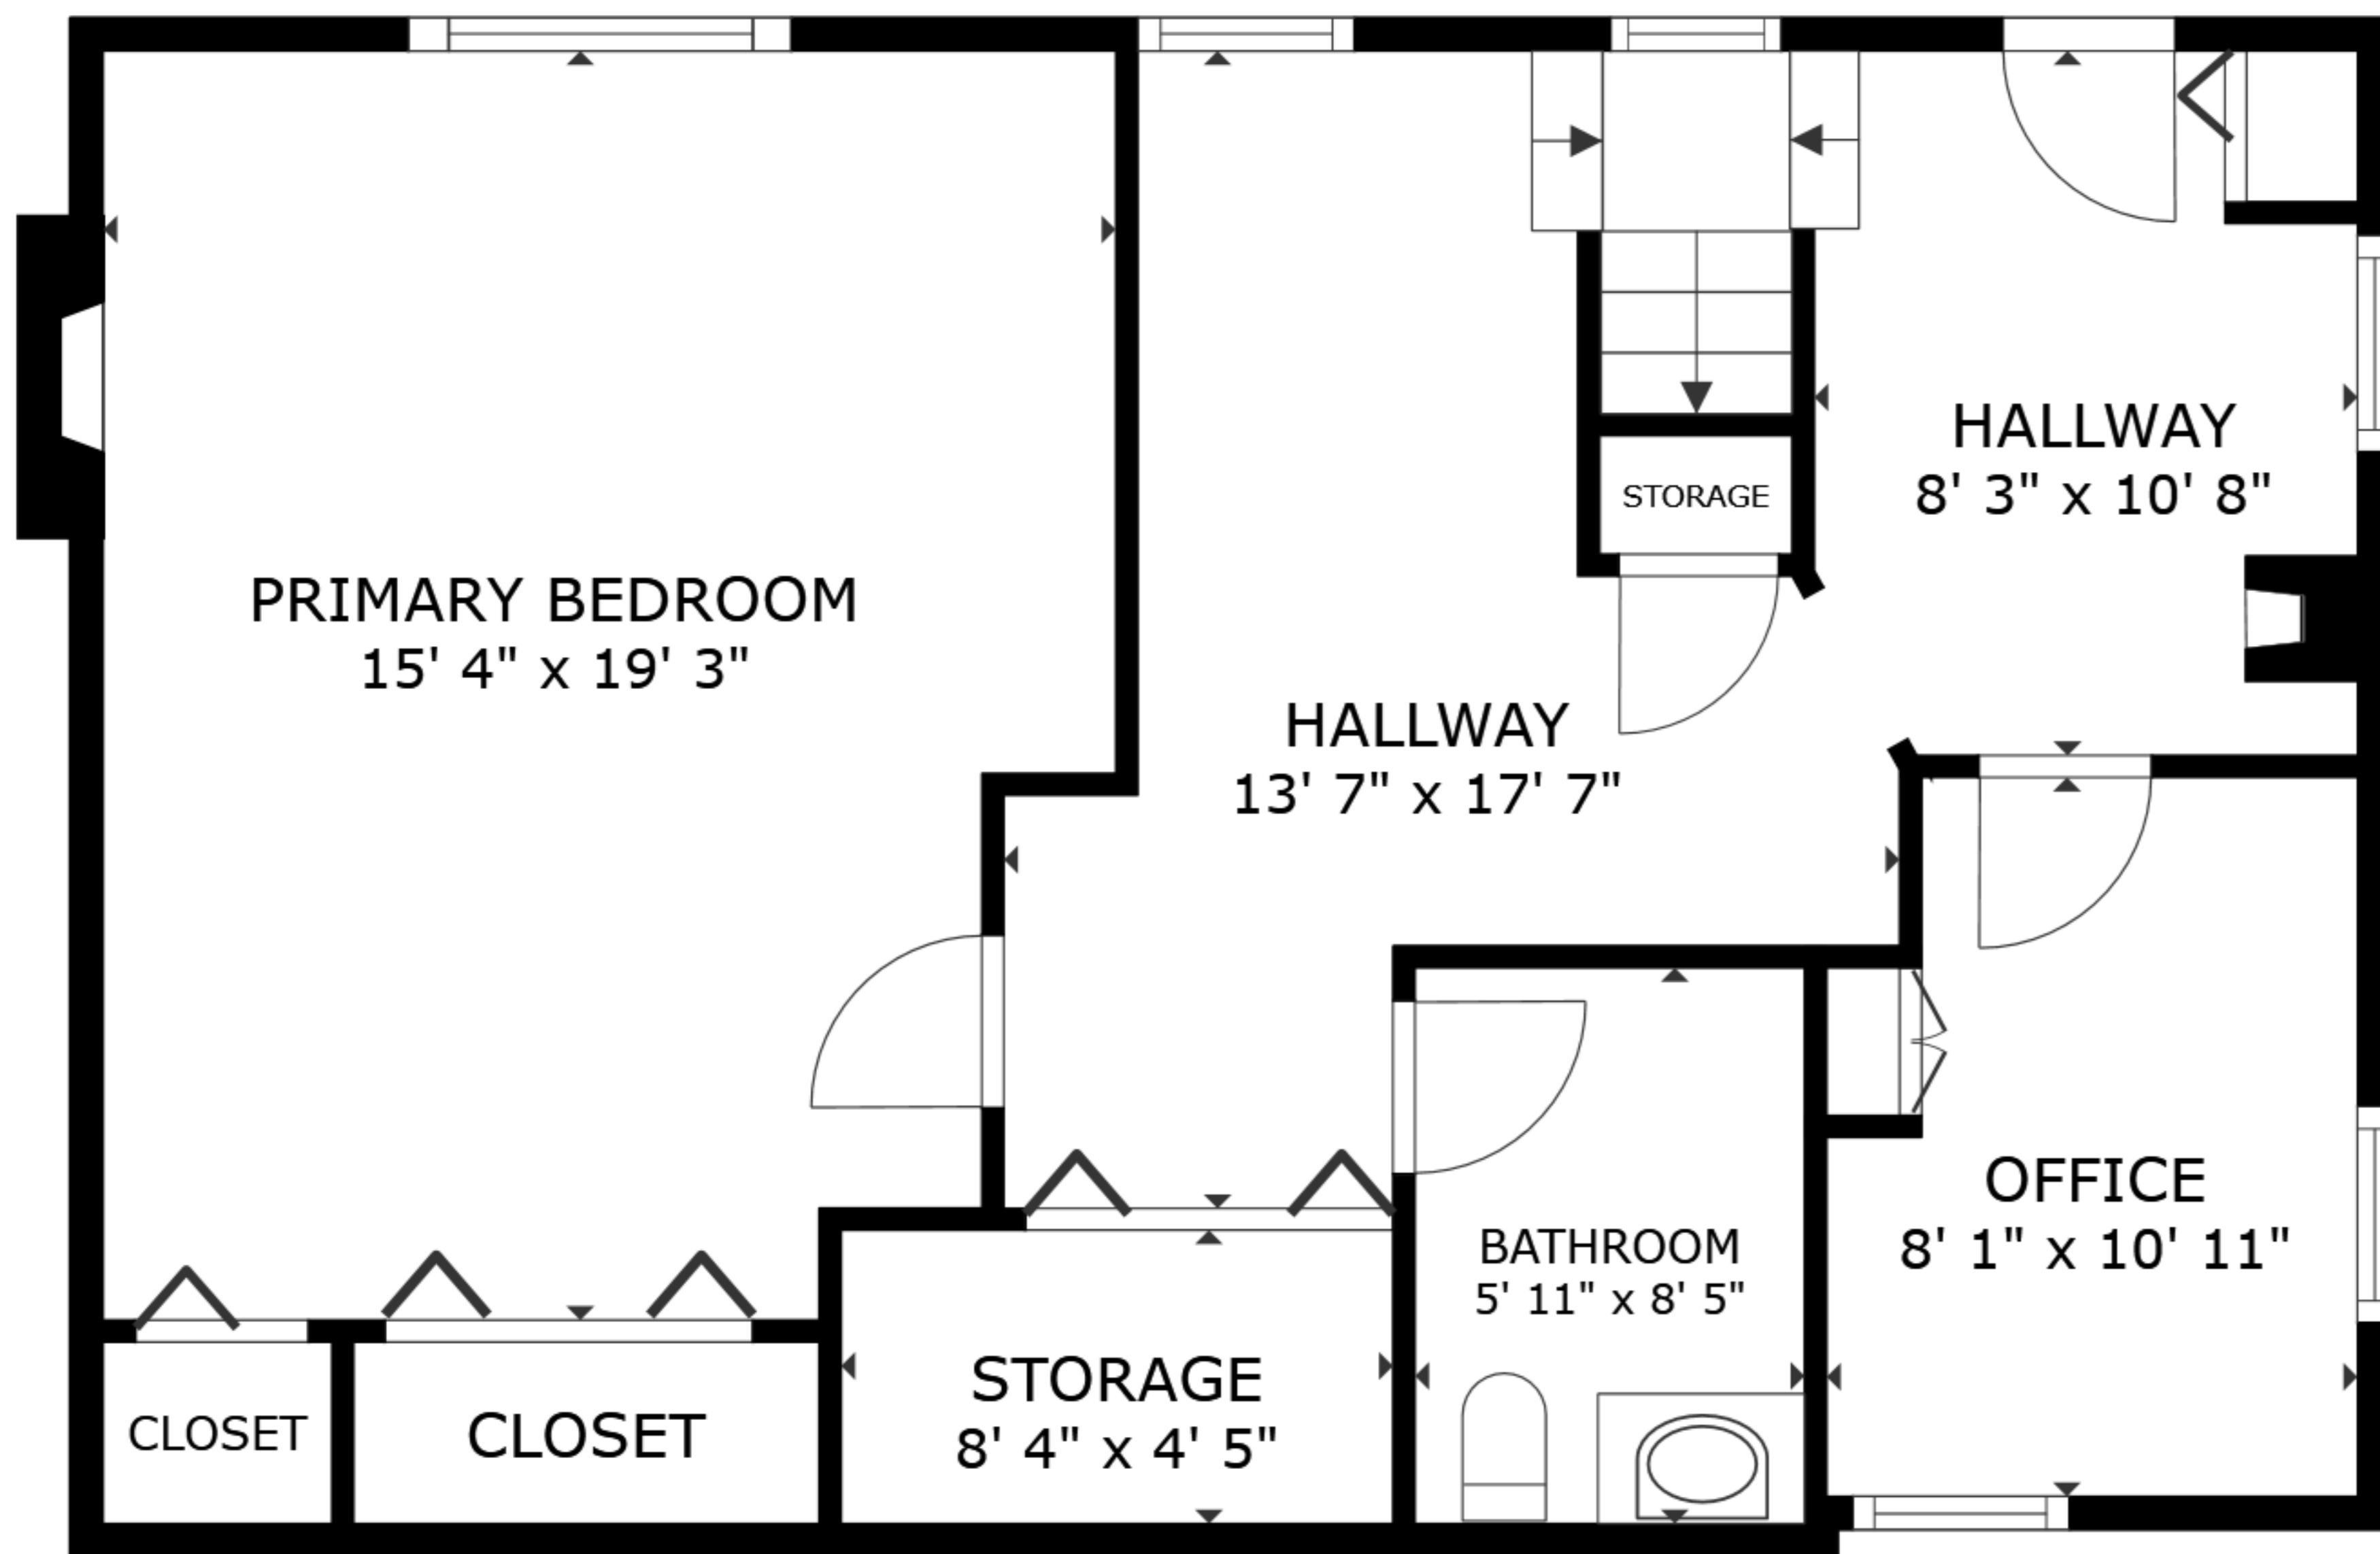 HALLWAY
8' 3" x 10' 8"
STORAGE
PRIMARY BEDROOM
15' 4" x 19' 3"
HALLWAY
13' 7" x 17' 7"
OFFICE
8' 1" x 10' 11"
BATHROOM
5' 11" x 8' 5"
STORAGE
8' 4" x 4' 5"
CLOSET
CLOSET